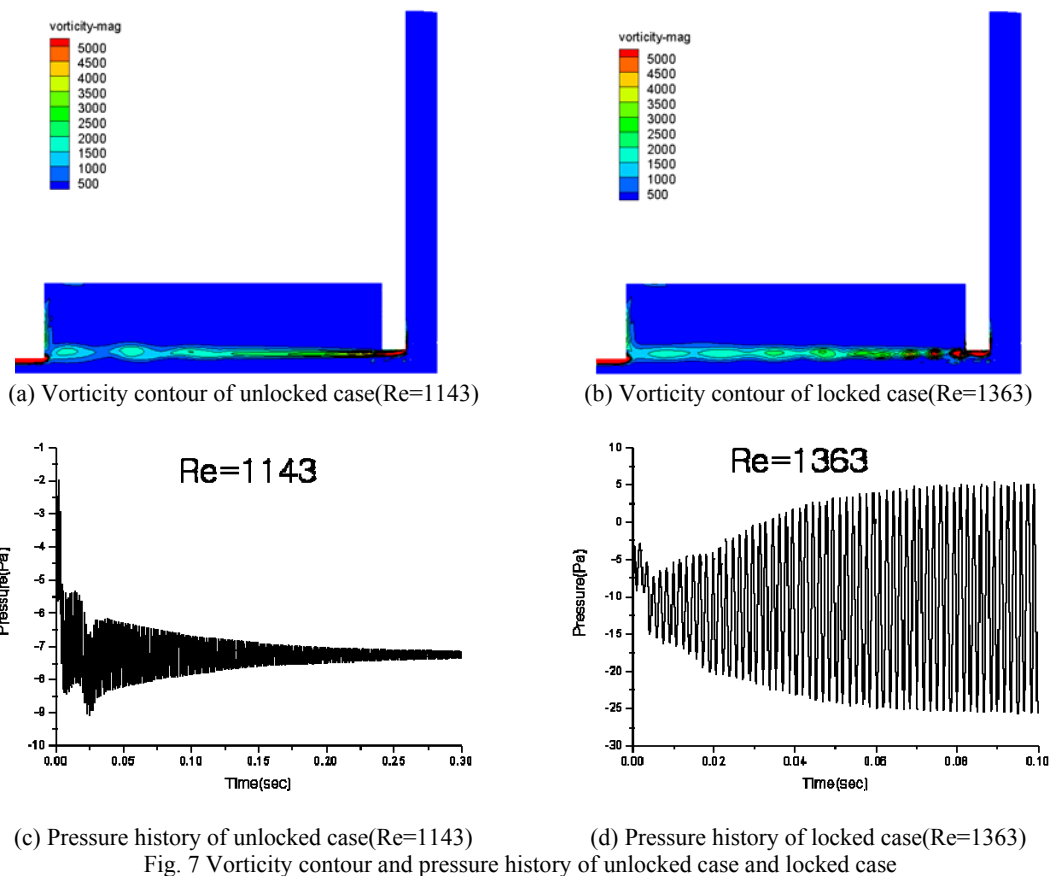 vorticity-mag
5000
4500
4000
3500
3000
2500
2000
1500
1000
500
vorticity-mag
5000
4500
4000
3500
3000
2500
2000
1500
1000
500
(a) Vorticity contour of unlocked case(Re=1143)
(b) Vorticity contour of locked case(Re=1363)
Re=1143
Pressure(Pa)
-1
-2
-3
-4
-5
-6
-7
-8
-9
-10
0.00 0.05 0.10 0.15 0.20 0.25 0.30
Time(sec)
Re=1363
Pressure(Pa)
10
5
0
-5
-10
-15
-20
-25
-30
0.00 0.02 0.04 0.06 0.08 0.10
Time(sec)
(c) Pressure history of unlocked case(Re=1143)
(d) Pressure history of locked case(Re=1363)
Fig. 7 Vorticity contour and pressure history of unlocked case and locked case